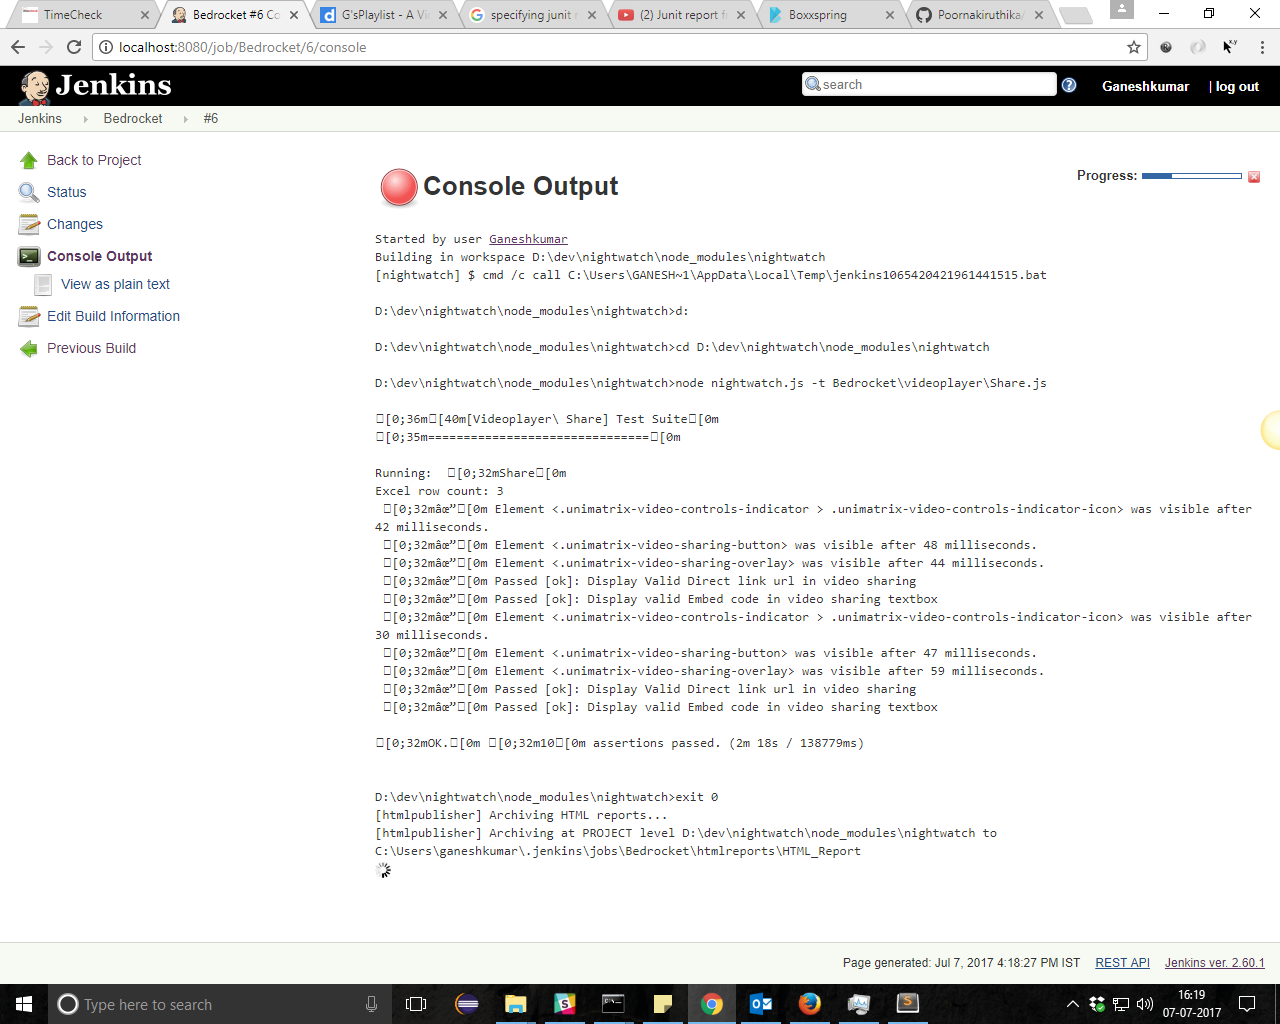 TimeCheck
Bedrocket #6 Co
G'sPlaylist - A Vi
specifying junit r
(2) Junit report f
Boxxspring
Poornakiruthika/
localhost:8080/job/Bedrocket/6/console
Jenkins
search
Ganeshkumar
| log out
Jenkins
Bedrocket
#6
Back to Project
Status
Changes
Console Output
View as plain text
Edit Build Information
Previous Build
Console Output
Progress:
Started by user Ganeshkumar
Building in workspace D:\dev\nightwatch\node_modules\nightwatch
[nightwatch] $ cmd /c call C:\Users\GANESH~1\AppData\Local\Temp\jenkins1065420421961441515.bat
D:\dev\nightwatch\node_modules\nightwatch>d:
D:\dev\nightwatch\node_modules\nightwatch>cd D:\dev\nightwatch\node_modules\nightwatch
D:\dev\nightwatch\node_modules\nightwatch>node nightwatch.js -t Bedrocket\videoplayer\Share.js
[0;36m[40m[Videoplayer\ Share] Test Suite[0m
[0;35m===============================[0m
Running:  [0;32mShare[0m
Excel row count: 3
[0;32mâœ”[0m Element <.unimatrix-video-controls-indicator > .unimatrix-video-controls-indicator-icon> was visible after
42 milliseconds.
[0;32mâœ”[0m Element <.unimatrix-video-sharing-button> was visible after 48 milliseconds.
[0;32mâœ”[0m Element <.unimatrix-video-sharing-overlay> was visible after 44 milliseconds.
[0;32mâœ”[0m Passed [ok]: Display Valid Direct link url in video sharing
[0;32mâœ”[0m Passed [ok]: Display valid Embed code in video sharing textbox
[0;32mâœ”[0m Element <.unimatrix-video-controls-indicator > .unimatrix-video-controls-indicator-icon> was visible after
30 milliseconds.
[0;32mâœ”[0m Element <.unimatrix-video-sharing-button> was visible after 47 milliseconds.
[0;32mâœ”[0m Element <.unimatrix-video-sharing-overlay> was visible after 59 milliseconds.
[0;32mâœ”[0m Passed [ok]: Display Valid Direct link url in video sharing
[0;32mâœ”[0m Passed [ok]: Display valid Embed code in video sharing textbox
[0;32mOK.[0m [0;32m10[0m assertions passed. (2m 18s / 138779ms)
D:\dev\nightwatch\node_modules\nightwatch>exit 0
[htmlpublisher] Archiving HTML reports...
[htmlpublisher] Archiving at PROJECT level D:\dev\nightwatch\node_modules\nightwatch to
C:\Users\ganeshkumar\.jenkins\jobs\Bedrocket\htmlreports\HTML_Report
Page generated: Jul 7, 2017 4:18:27 PM IST
REST API
Jenkins ver. 2.60.1
Type here to search
16:19
07-07-2017